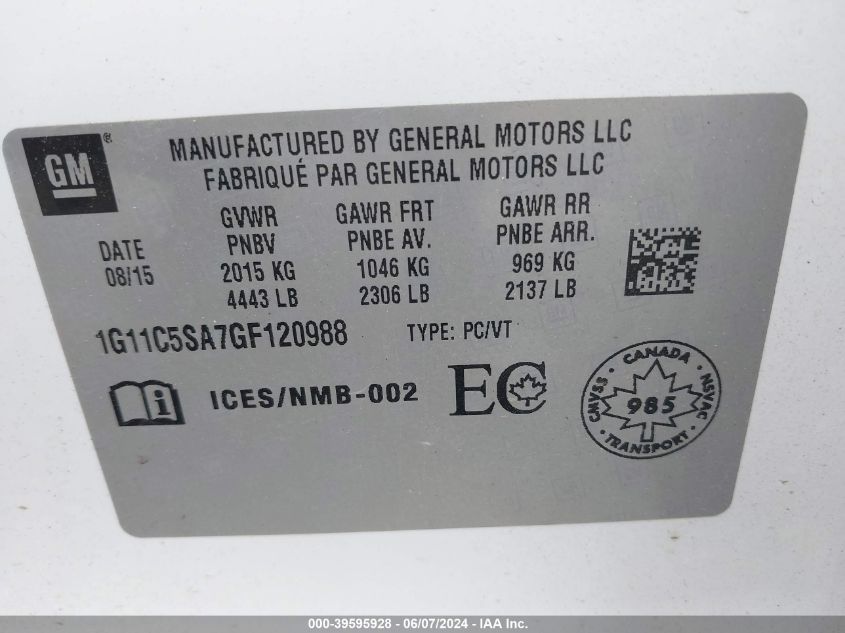 GM®
MANUFACTURED BY GENERAL MOTORS LLC
FABRIQUÉ PAR GENERAL MOTORS LLC
GVWR GAWR FRT GAWR RR
DATE PNBV PNBE AV. PNBE ARR.
08/15 2015 KG 1046 KG 969 KG
4443 LB 2306 LB 2137 LB
1G11C5SA7GF120988 TYPE: PC/VT
i ICES/NMB-002 EC
CANADA
CMVSS 985 NSVAC
TRANSPORT
000-39595928 - 06/07/2024 - IAA Inc.